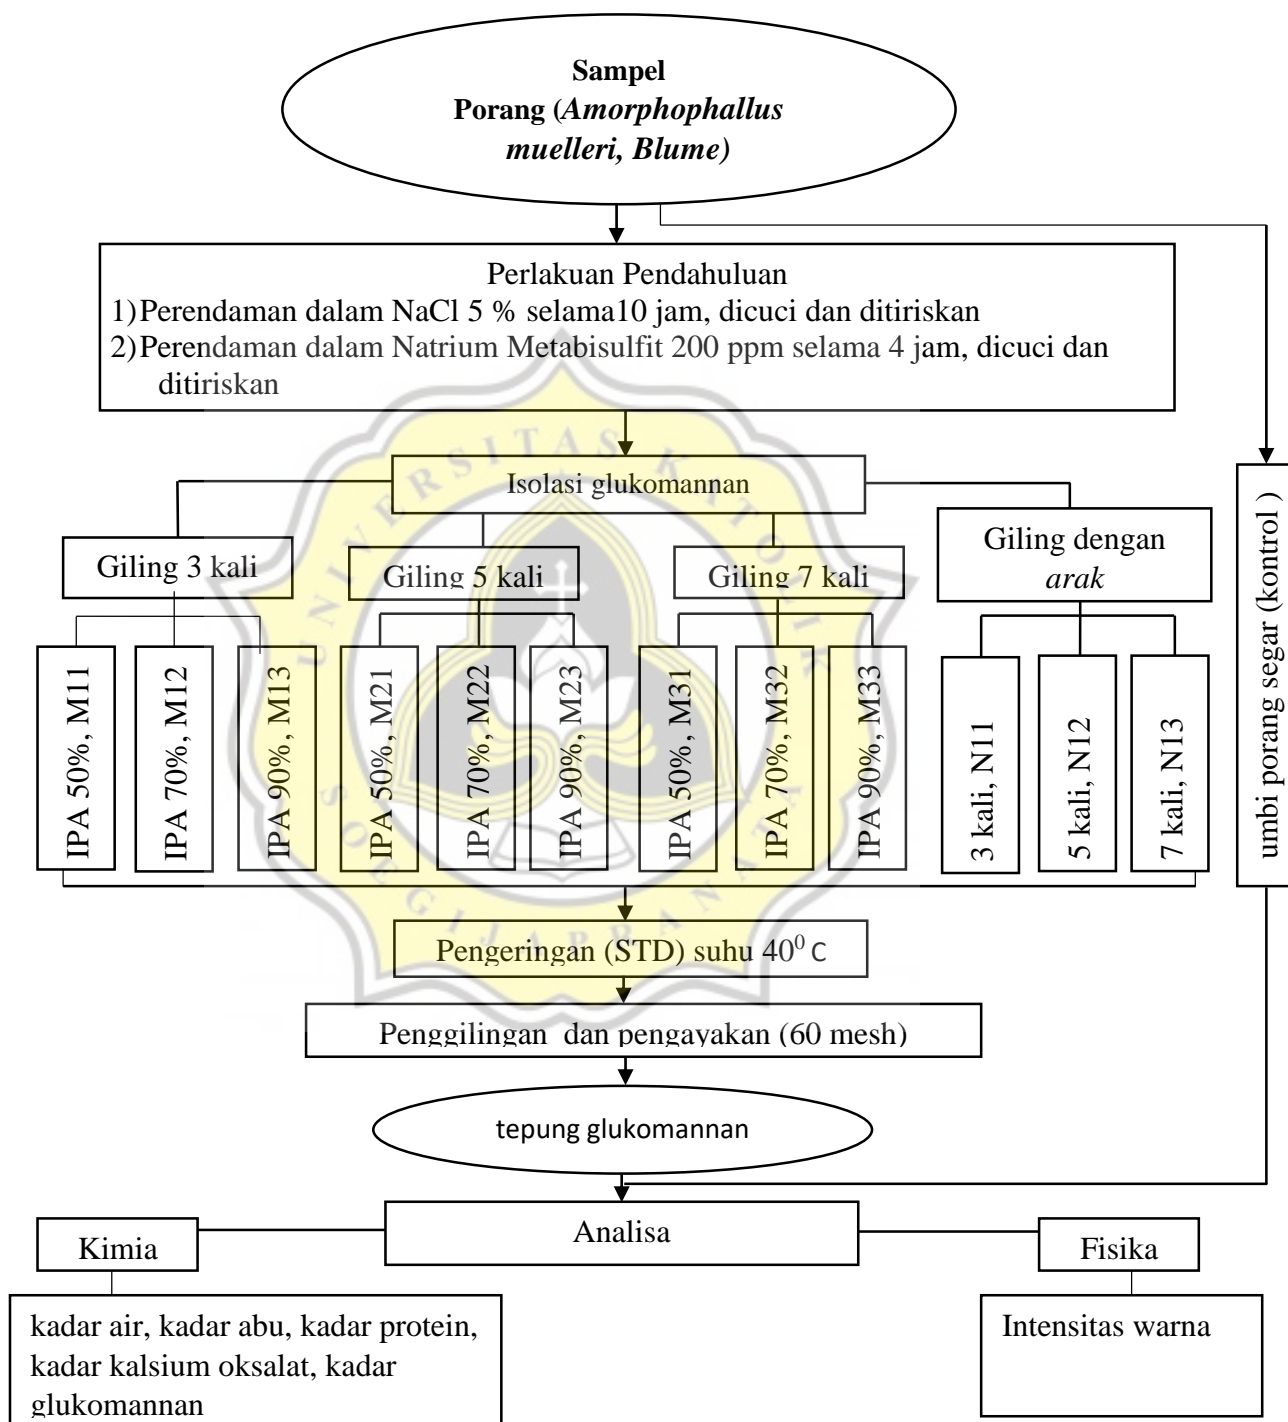 Sampel
Porang (Amorphophallus
muelleri, Blume)
Perlakuan Pendahuluan
1)Perendaman dalam NaCl 5 % selama10 jam, dicuci dan ditiriskan
2)Perendaman dalam Natrium Metabisulfit 200 ppm selama 4 jam, dicuci dan
ditiriskan
Isolasi glukomannan
Giling 3 kali
Giling 5 kali
Giling 7 kali
Giling dengan
arak
IPA 50%, M11
IPA 70%, M12
IPA 90%, M13
IPA 50%, M21
IPA 70%, M22
IPA 90%, M23
IPA 50%, M31
IPA 70%, M32
IPA 90%, M33
3 kali, N11
5 kali, N12
7 kali, N13
umbi porang segar (kontrol )
Pengeringan (STD) suhu 40⁰ C
Penggilingan  dan pengayakan (60 mesh)
tepung glukomannan
Analisa
Kimia
Fisika
kadar air, kadar abu, kadar protein,
kadar kalsium oksalat, kadar
glukomannan
Intensitas warna
UNIVERSITAS KATOLIK
SOEGIJAPRANATA